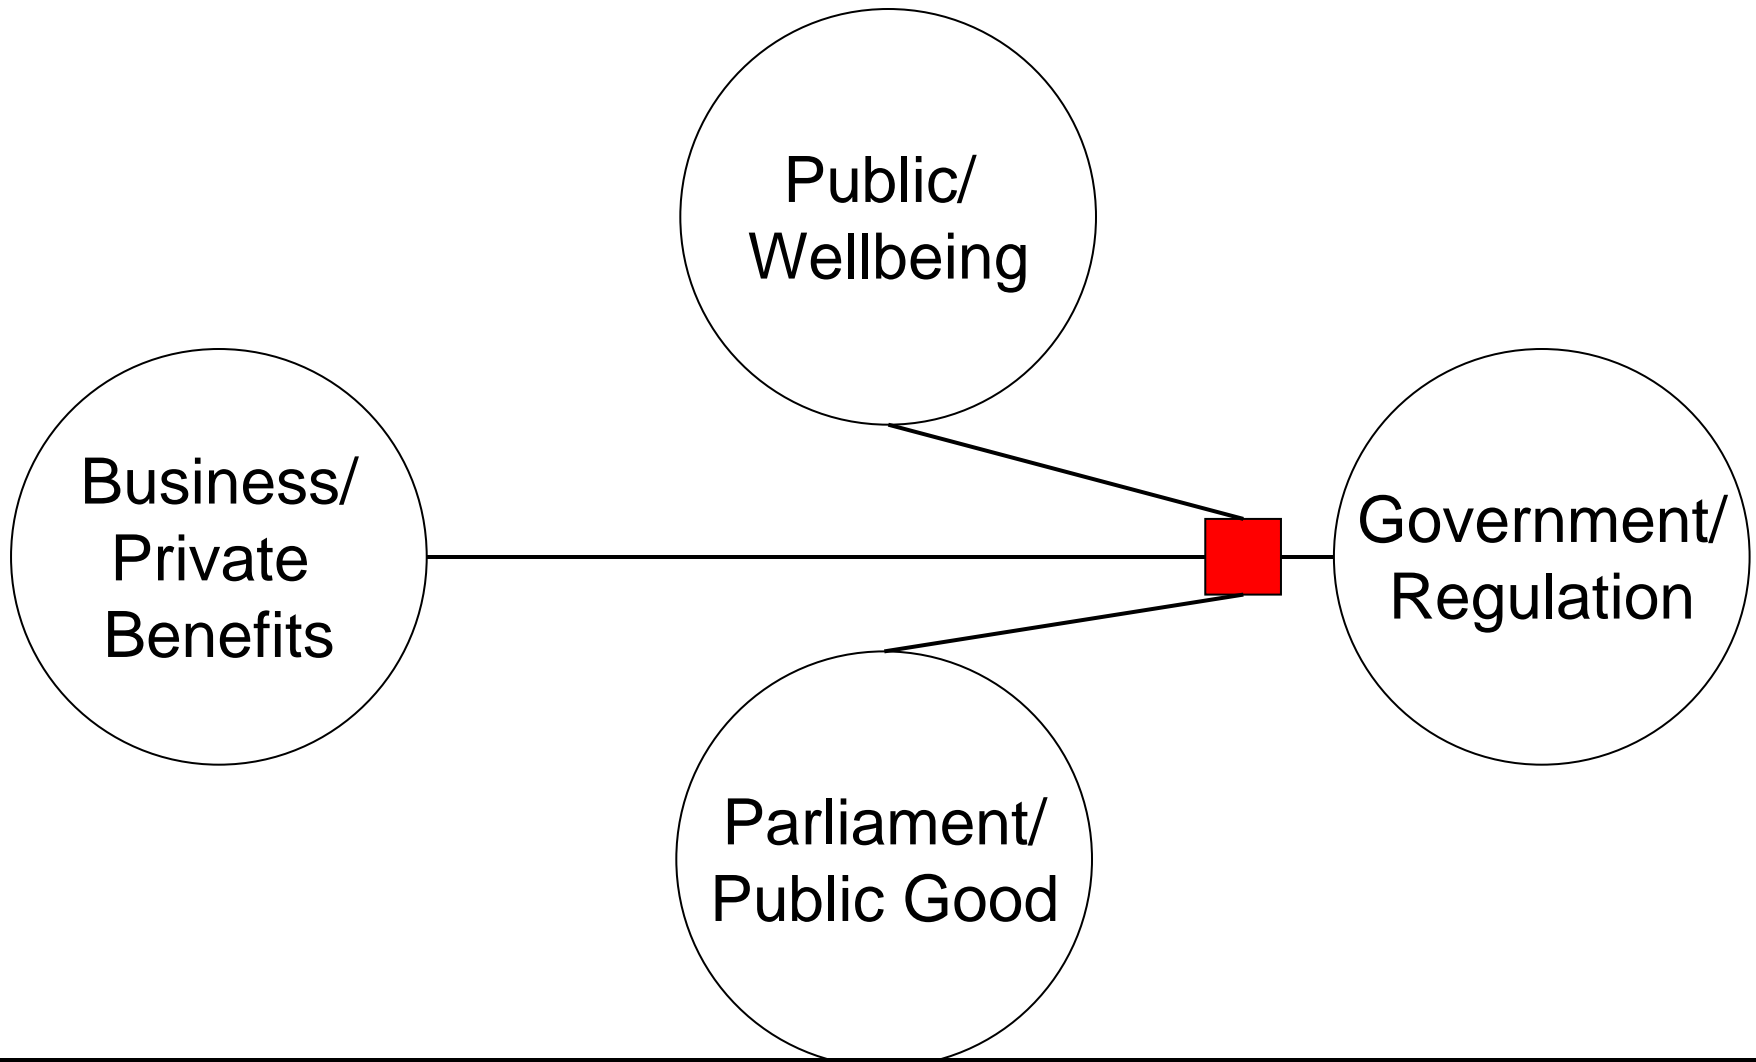 Public/
Wellbeing
Business/
Private
Benefits
Government/
Regulation
Parliament/
Public Good